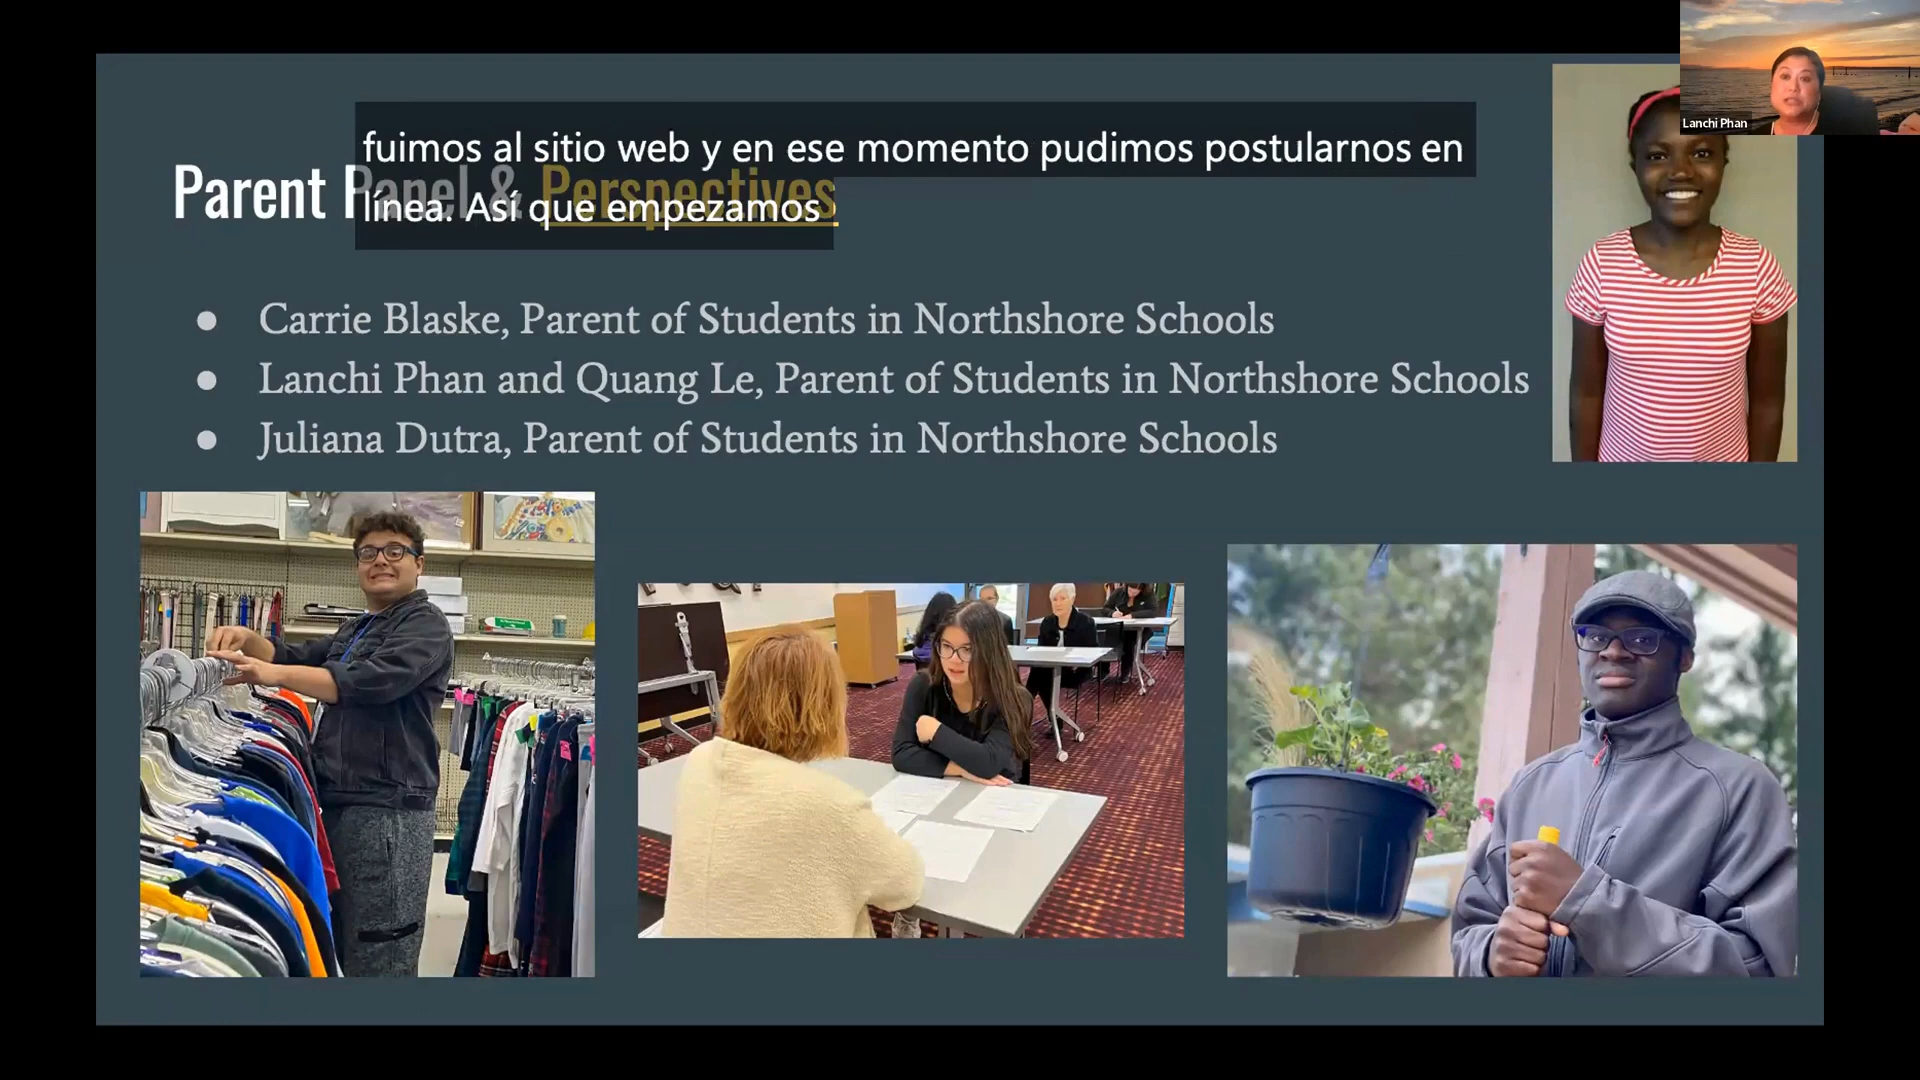 Lanchi Phan
fuimos al sitio web y en ese momento pudimos postularnos en
línea. Así que empezamos
Parent Panel & Perspectives
● Carrie Blaske, Parent of Students in Northshore Schools
● Lanchi Phan and Quang Le, Parent of Students in Northshore Schools
● Juliana Dutra, Parent of Students in Northshore Schools